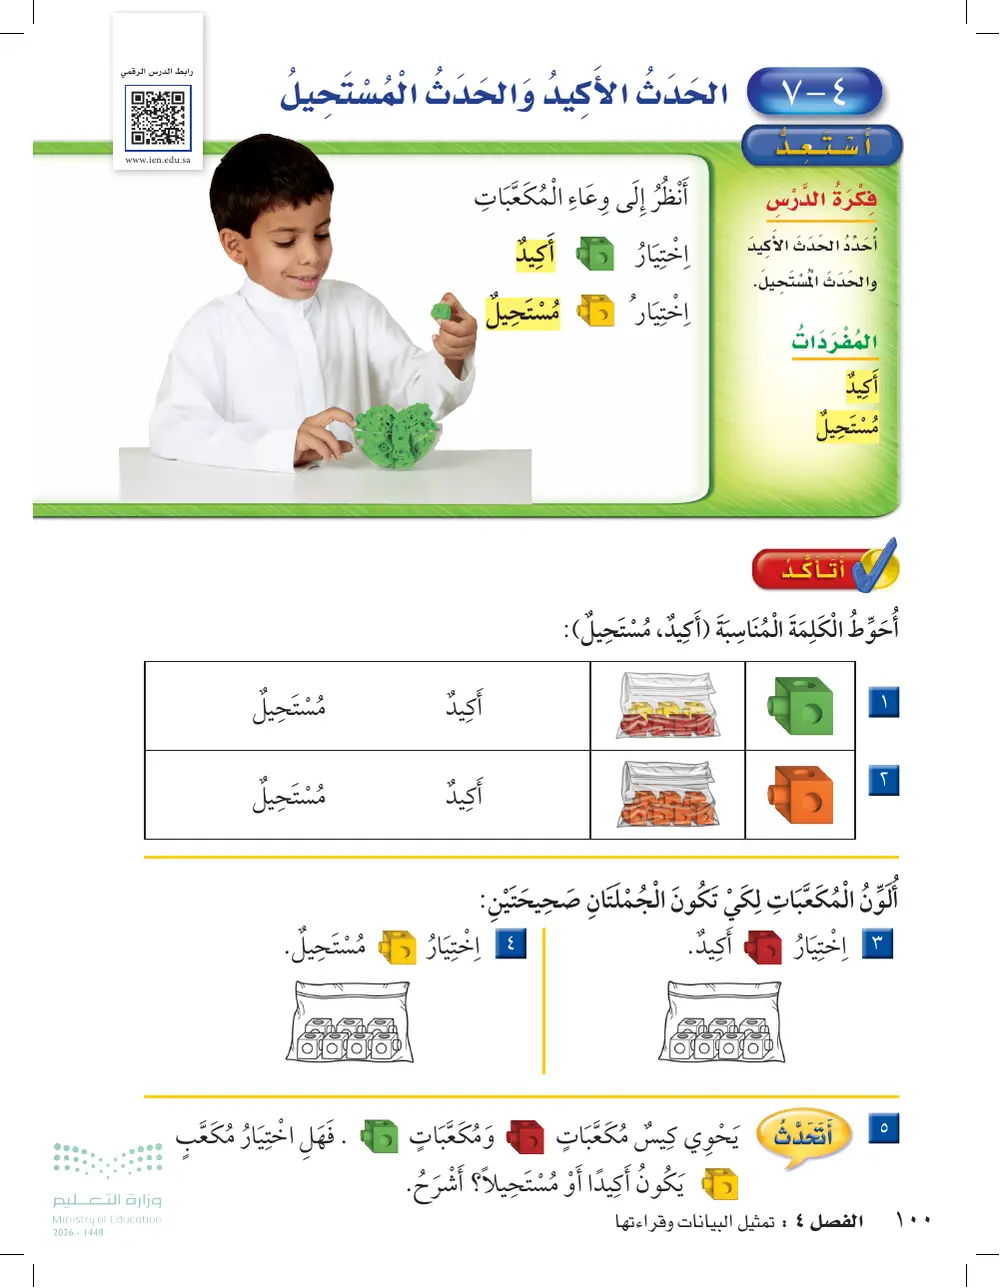 رابط الدرس الرقمي
www.ien.edu.sa
٤-٧
الحَدَثُ الأَكِيدُ وَالحَدَثُ الْمُسْتَحِيلُ
أَسْتَعِدُّ
فِكْرَةُ الدَّرْسِ
أُحَدِّدُ الحَدَثَ الأَكِيدَ
والحَدَثَ المُسْتَحِيلَ.
المُفْرَدَاتُ
أَكِيدٌ
مُسْتَحِيلٌ
أَنْظُرُ إِلَى وِعَاءِ الْمُكَعَّبَاتِ
اِخْتِيَارُ أَكِيدٌ
اِخْتِيَارُ مُسْتَحِيلٌ
أَتَأَكَّدُ
أُحَوِّطُ الْكَلِمَةَ الْمُنَاسِبَةَ (أَكِيدٌ، مُسْتَحِيلٌ):
١ أَكِيدٌ مُسْتَحِيلٌ
٢ أَكِيدٌ مُسْتَحِيلٌ
أُلَوِّنُ الْمُكَعَّبَاتِ لِكَيْ تَكُونَ الْجُمْلَتَانِ صَحِيحَتَيْنِ:
٣ اِخْتِيَارُ أَكِيدٌ.
٤ اِخْتِيَارُ مُسْتَحِيلٌ.
٥ أَتَحَدَّثُ يَحْوِي كِيسٌ مُكَعَّبَاتٍ وَمُكَعَّبَاتٍ . فَهَلِ اخْتِيَارُ مُكَعَّبٍ
يَكُونُ أَكِيدًا أَوْ مُسْتَحِيلاً؟ أَشْرَحُ.
وزارة التعليم
Ministry of Education
2026 - 1448
١٠٠ الفصل ٤ : تمثيل البيانات وقراءتها